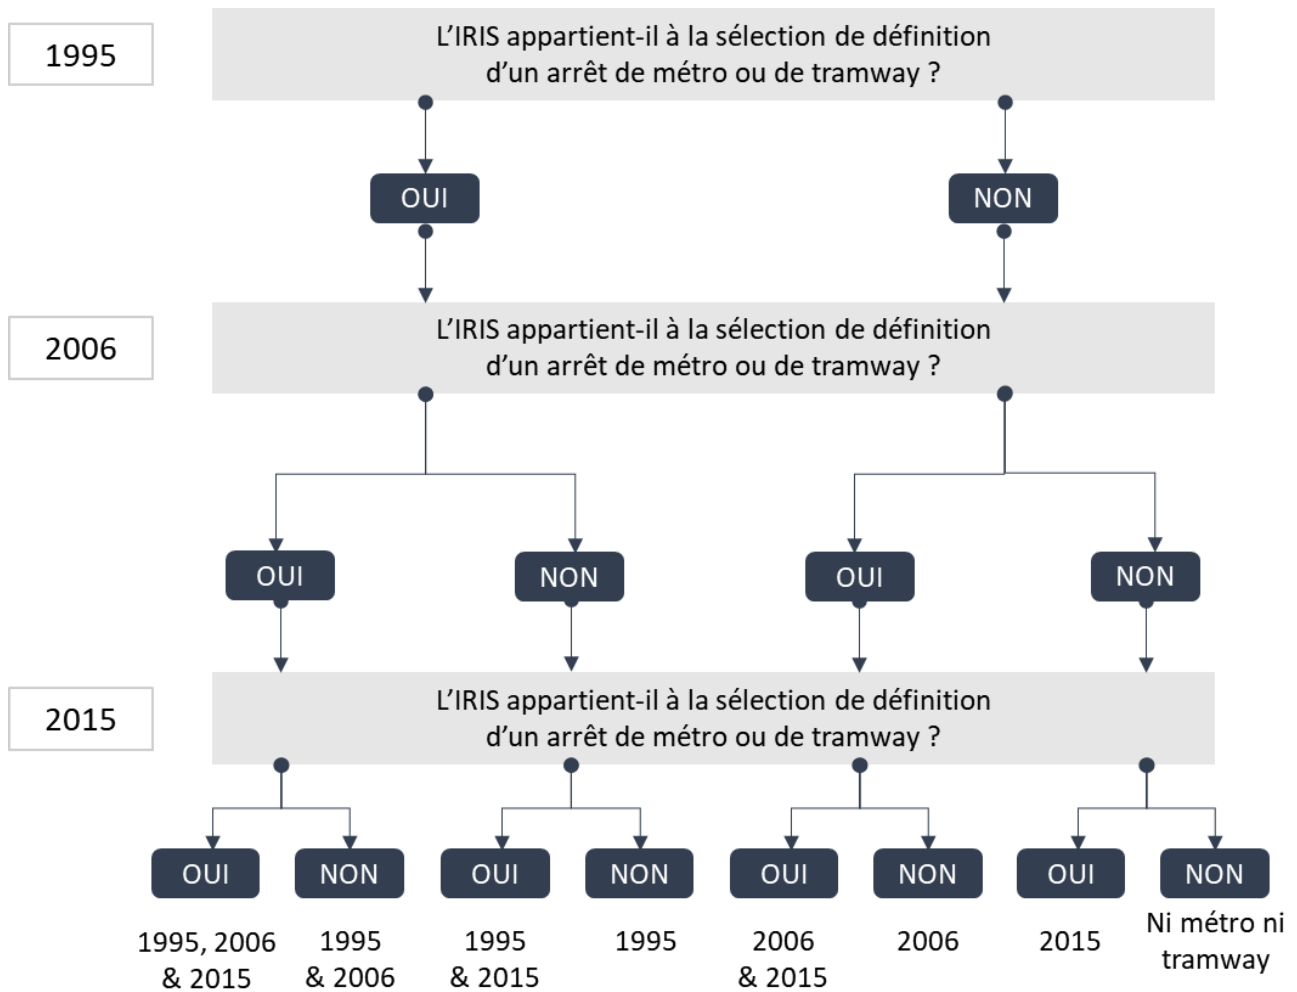 1995
L'IRIS appartient-il à la sélection de définition
d'un arrêt de métro ou de tramway ?
OUI
NON
2006
L'IRIS appartient-il à la sélection de définition
d'un arrêt de métro ou de tramway ?
OUI
NON
OUI
NON
2015
L'IRIS appartient-il à la sélection de définition
d'un arrêt de métro ou de tramway ?
OUI
NON
OUI
NON
OUI
NON
OUI
NON
1995, 2006
& 2015
1995
& 2006
1995
& 2015
1995
2006
& 2015
2006
2015
Ni métro ni
tramway